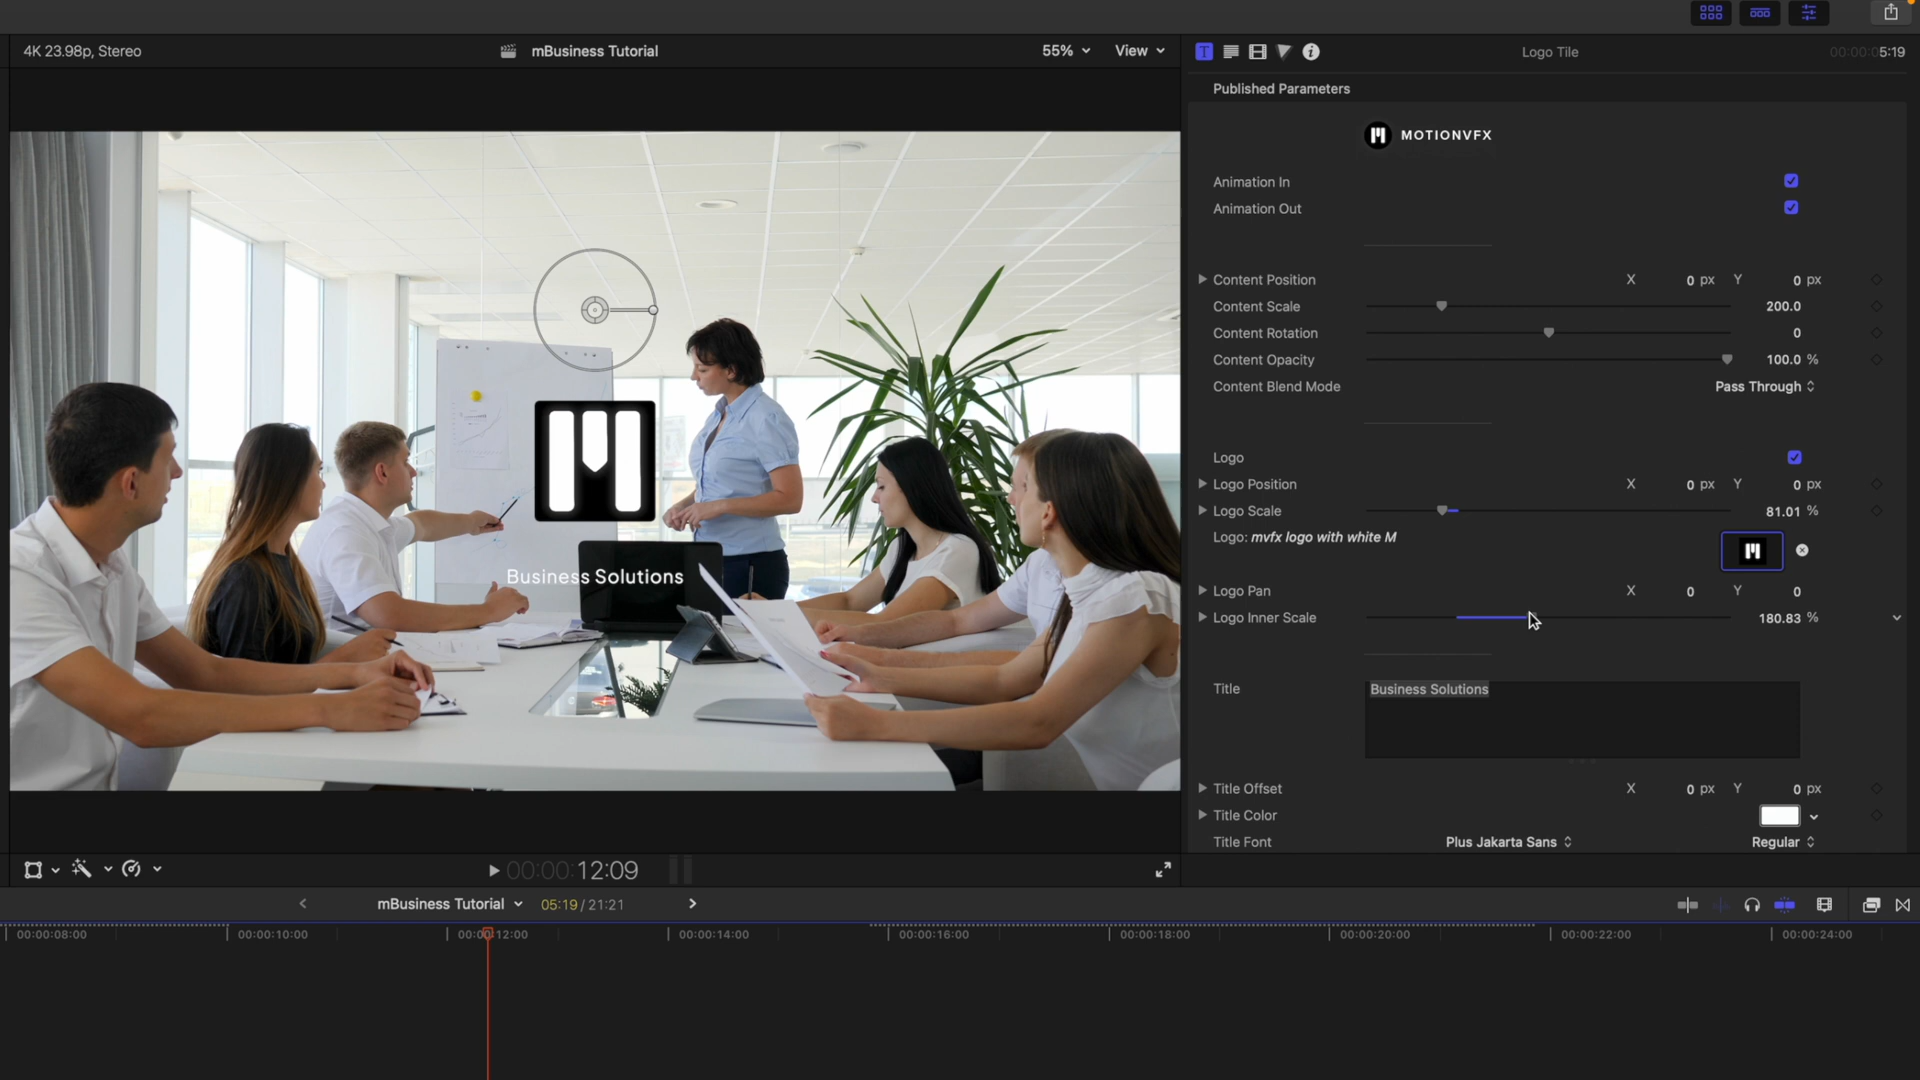 4K 23.98p, Stereo
mBusiness Tutorial
55%
View
Logo Tile
00:00:05:19
Published Parameters
MOTIONVFX
Animation In
Animation Out
Content Position X 0 px Y 0 px
Content Scale 200.0
Content Rotation 0
Content Opacity 100.0 %
Content Blend Mode Pass Through
Logo
Logo Position X 0 px Y 0 px
Logo Scale 81.01 %
Logo: mvfx logo with white M
Logo Pan X 0 Y 0
Logo Inner Scale 180.83 %
Title Business Solutions
Title Offset X 0 px Y 0 px
Title Color
Title Font Plus Jakarta Sans Regular
Business Solutions
00:00:12:09
mBusiness Tutorial 05:19 / 21:21
00:00:08:00 00:00:10:00 00:00:12:00 00:00:14:00 00:00:16:00 00:00:18:00 00:00:20:00 00:00:22:00 00:00:24:00